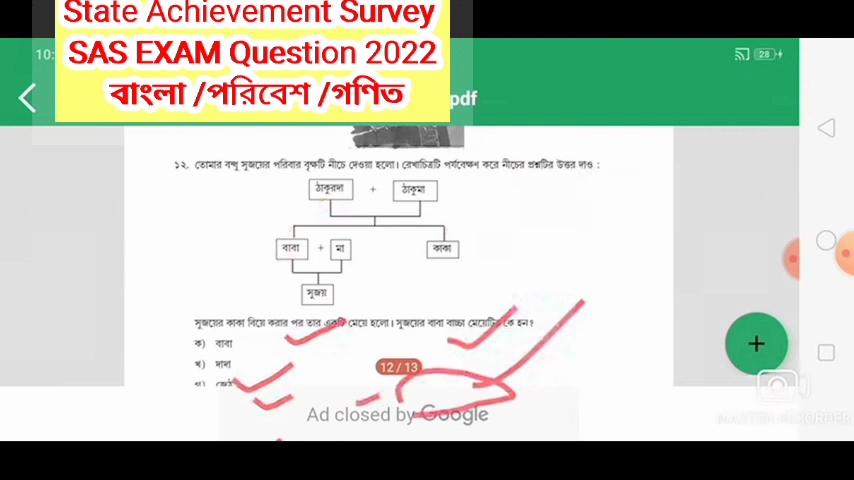 State Achievement Survey
SAS EXAM Question 2022
বাংলা /পরিবেশ /গণিত
10:
28
pdf
১২. তোমার বন্ধু সুজয়ের পরিবার বৃক্ষটি নীচে দেওয়া হলো। রেখাচিত্রটি পর্যবেক্ষণ করে নীচের প্রশ্নটির উত্তর দাও :
ঠাকুরদা + ঠাকুমা
বাবা + মা কাকা
সুজয়
সুজয়ের কাকা বিয়ে করার পর তার একটি মেয়ে হলো। সুজয়ের বাবা বাচ্চা মেয়েটির কে হন?
ক) বাবা
খ) দাদা
12 / 13
গ)
Ad closed by Google
MASTER RECORDER